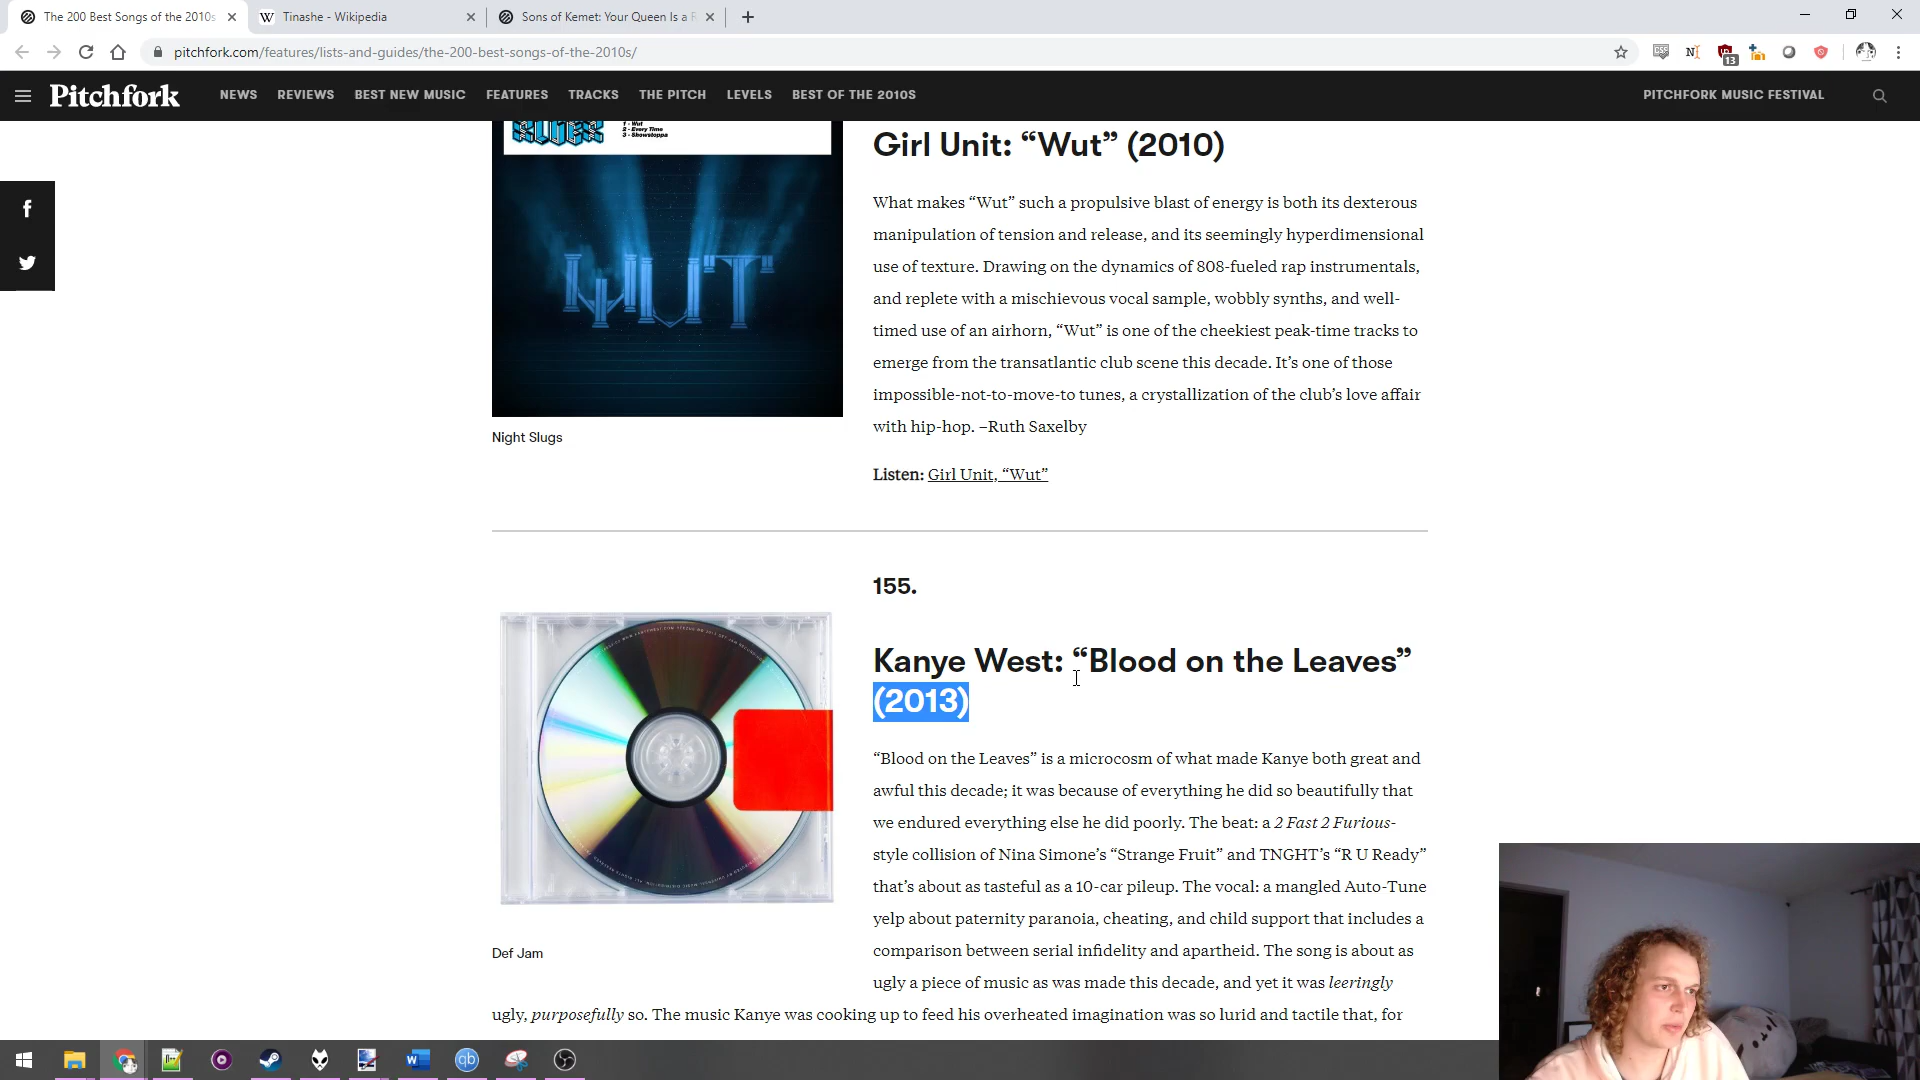 The 200 Best Songs of the 2010s
Tinashe - Wikipedia
Sons of Kemet: Your Queen Is a R
pitchfork.com/features/lists-and-guides/the-200-best-songs-of-the-2010s/
13
Pitchfork
NEWS
REVIEWS
BEST NEW MUSIC
FEATURES
TRACKS
THE PITCH
LEVELS
BEST OF THE 2010S
PITCHFORK MUSIC FESTIVAL
1 - Wut
2 - Every Time
3 - Showstoppa
WUT
Night Slugs
Girl Unit: “Wut” (2010)
What makes “Wut” such a propulsive blast of energy is both its dexterous
manipulation of tension and release, and its seemingly hyperdimensional
use of texture. Drawing on the dynamics of 808-fueled rap instrumentals,
and replete with a mischievous vocal sample, wobbly synths, and well-
timed use of an airhorn, “Wut” is one of the cheekiest peak-time tracks to
emerge from the transatlantic club scene this decade. It’s one of those
impossible-not-to-move-to tunes, a crystallization of the club’s love affair
with hip-hop. –Ruth Saxelby
Listen: Girl Unit, “Wut”
155.
Kanye West: “Blood on the Leaves”
(2013)
Def Jam
“Blood on the Leaves” is a microcosm of what made Kanye both great and
awful this decade; it was because of everything he did so beautifully that
we endured everything else he did poorly. The beat: a 2 Fast 2 Furious-
style collision of Nina Simone’s “Strange Fruit” and TNGHT’s “R U Ready”
that’s about as tasteful as a 10-car pileup. The vocal: a mangled Auto-Tune
yelp about paternity paranoia, cheating, and child support that includes a
comparison between serial infidelity and apartheid. The song is about as
ugly a piece of music as was made this decade, and yet it was leeringly
ugly, purposefully so. The music Kanye was cooking up to feed his overheated imagination was so lurid and tactile that, for